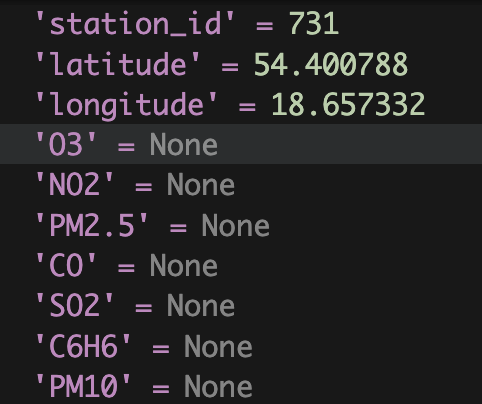 'station_id' = 731
'latitude' = 54.400788
'longitude' = 18.657332
'O3' = None
'NO2' = None
'PM2.5' = None
'CO' = None
'SO2' = None
'C6H6' = None
'PM10' = None